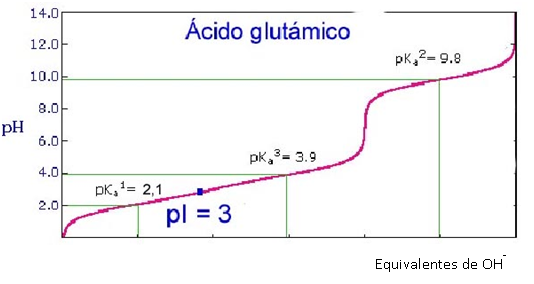 14.0
Ácido glutámico
12.0
pKa2= 9.8
10.0
8.0
pH
6.0
pKa3= 3.9
4.0
pKa1= 2,1
2.0
pI = 3
Equivalentes de OH-